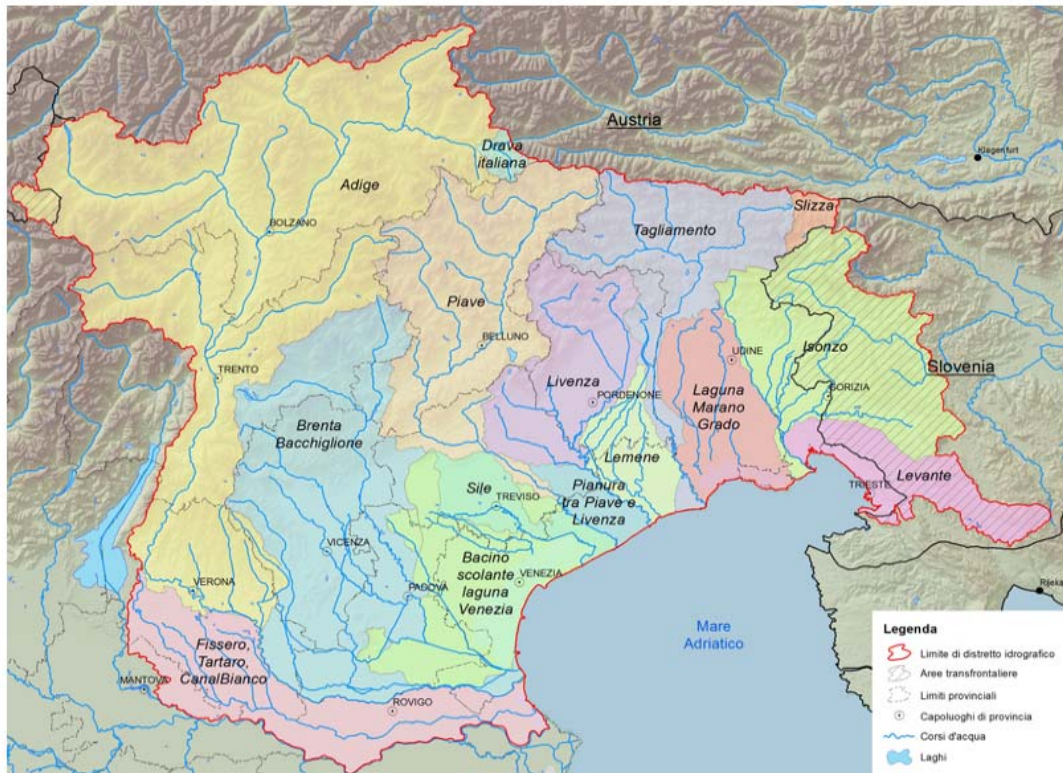 Austria
Klagenfurt
Drava
italiana
Adige
Slizza
BOLZANO
Tagliamento
Piave
BELLUNO
Isonzo
UDINE
Slovenia
TRENTO
Livenza
PORDENONE
GORIZIA
Laguna
Marano
Grado
Brenta
Bacchiglione
Lemene
Levante
TRIESTE
Sile
TREVISO
Pianura
tra Piave e
Livenza
VICENZA
Bacino
scolante
laguna
Venezia
VENEZIA
PADOVA
VERONA
Rijeka
Mare
Adriatico
Fissero,
Tartaro,
CanalBianco
MANTOVA
ROVIGO
Legenda
Limite di distretto idrografico
Aree transfrontaliere
Limiti provinciali
Capoluoghi di provincia
Corsi d'acqua
Laghi